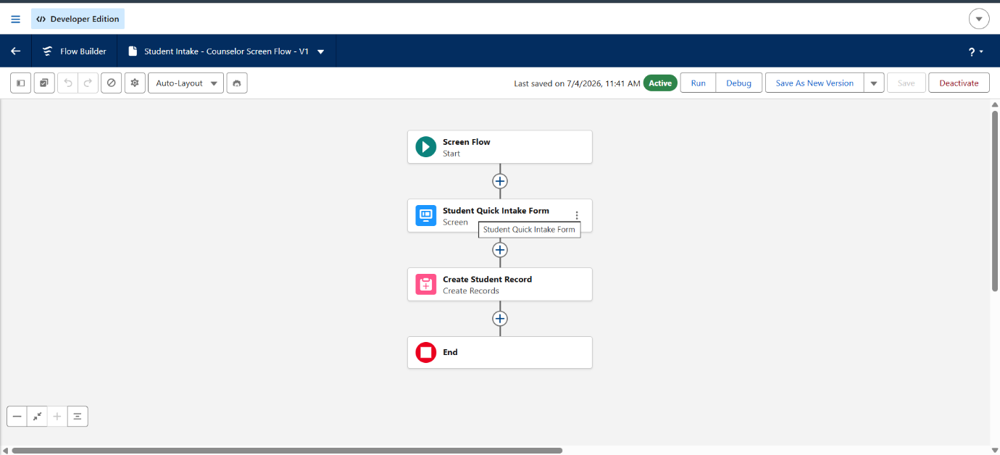 Developer Edition
Flow Builder
Student Intake - Counselor Screen Flow - V1
?
Auto-Layout
Last saved on 7/4/2026, 11:41 AM
Active
Run
Debug
Save As New Version
Save
Deactivate
Screen Flow
Start
Student Quick Intake Form
Screen
Student Quick Intake Form
Create Student Record
Create Records
End